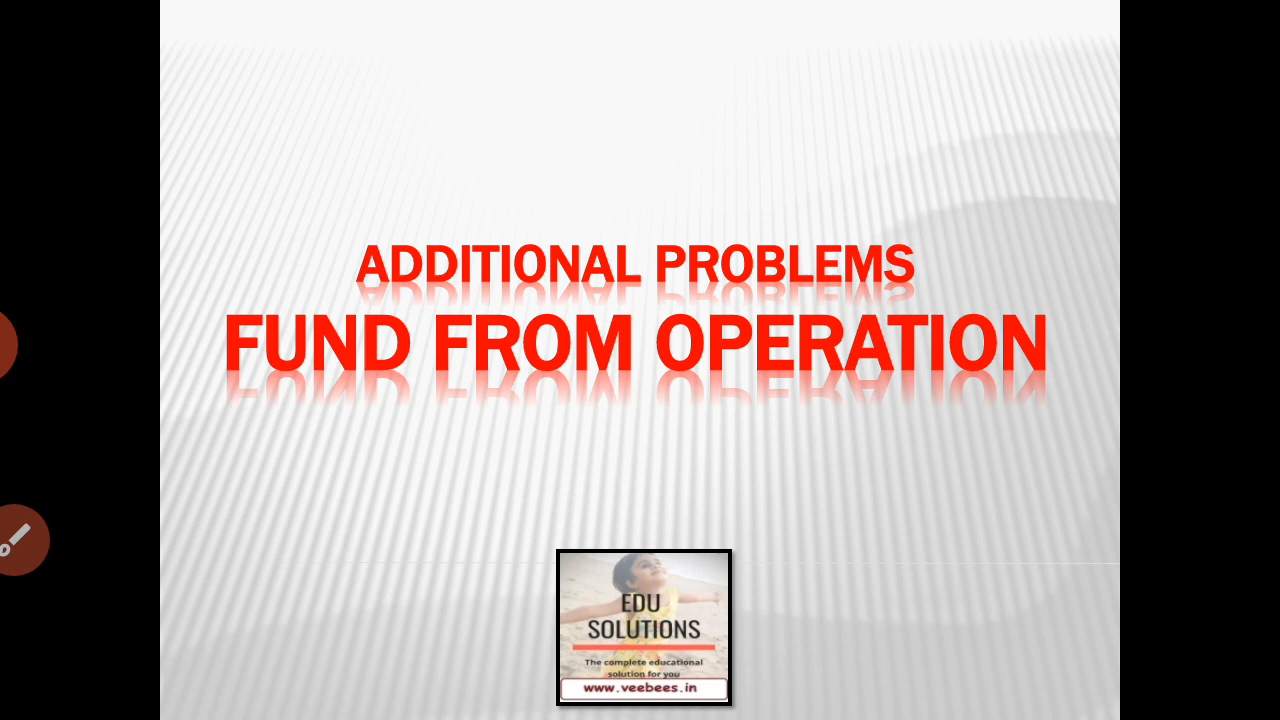 ADDITIONAL PROBLEMS
FUND FROM OPERATION
EDU
SOLUTIONS
The complete educational
solution for you
www.veebees.in